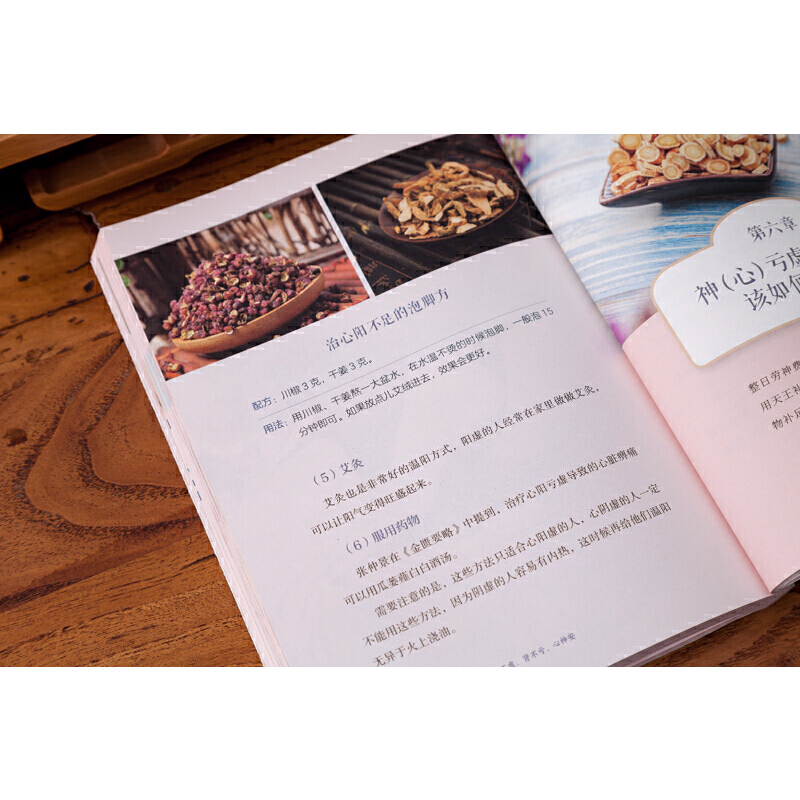 治心阳不足的泡脚方
配方：川椒3克，干姜3克。
用法：用川椒、干姜熬一大盆水，在水温不烫的时候泡脚，一般泡15
分钟即可。如果放点儿艾绒进去，效果会更好。
（5）艾灸
艾灸也是非常好的温阳方式，阳虚的人经常在家里做做艾灸，
可以让阳气变得旺盛起来。
（6）服用药物
张仲景在《金匮要略》中提到，治疗心阳亏虚导致的心脏痹痛
可以用瓜蒌薤白白酒汤。
需要注意的是，这些方法只适合心阳虚的人，心阴虚的人一定
不能用这些方法，因为阴虚的人容易有内热，这时候再给他们温阳
无异于火上浇油。
肾不亏、心神安
第六章
神（心）亏虚
该如何
整日劳神费
用天王补
物补足